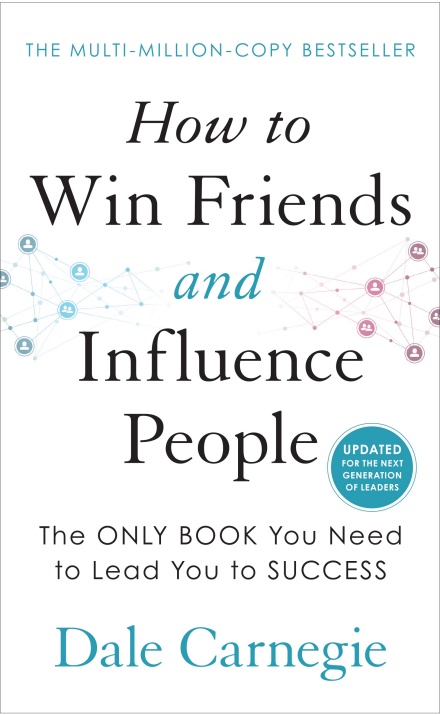 THE MULTI-MILLION-COPY BESTSELLER
How to
Win Friends
and
Influence
People
UPDATED
FOR THE NEXT
GENERATION
OF LEADERS
The ONLY BOOK You Need
to Lead You to SUCCESS
Dale Carnegie